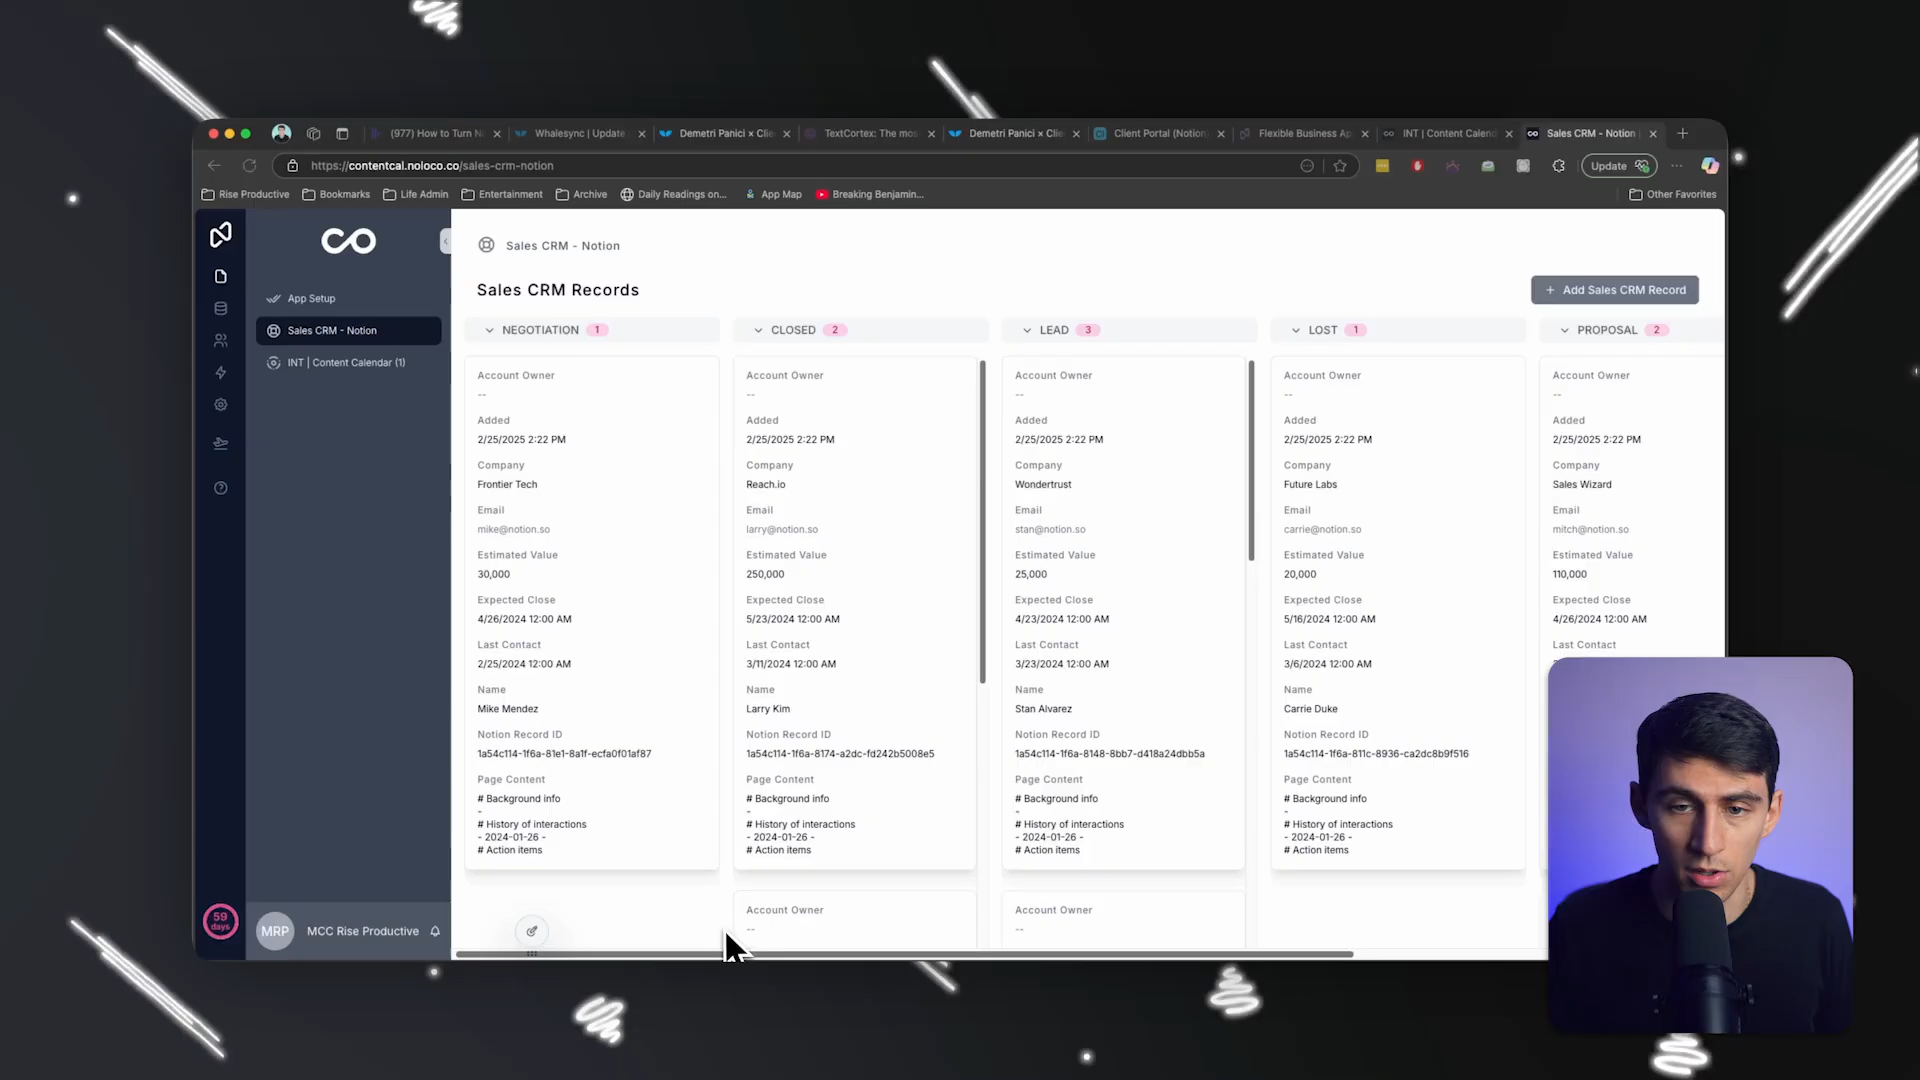 (977) How to Turn N
Whalesync | Update
Demetri Panici × Clie
TextCortex: The mos
Demetri Panici × Clie
Client Portal (Notion
Flexible Business Ap
INT | Content Calend
Sales CRM - Notion
https://contentcal.noloco.co/sales-crm-notion
Update
Rise Productive
Bookmarks
Life Admin
Entertainment
Archive
Daily Readings on...
App Map
Breaking Benjamin...
Other Favorites
App Setup
Sales CRM - Notion
INT | Content Calendar (1)
59
days
MRP
MCC Rise Productive
Sales CRM - Notion
Sales CRM Records
+ Add Sales CRM Record
NEGOTIATION 1
Account Owner
--
Added
2/25/2025 2:22 PM
Company
Frontier Tech
Email
mike@notion.so
Estimated Value
30,000
Expected Close
4/26/2024 12:00 AM
Last Contact
2/25/2024 12:00 AM
Name
Mike Mendez
Notion Record ID
1a54c114-1f6a-81e1-8a1f-ecfa0f01af87
Page Content
# Background info
-
# History of interactions
- 2024-01-26 -
# Action items
CLOSED 2
Account Owner
--
Added
2/25/2025 2:22 PM
Company
Reach.io
Email
larry@notion.so
Estimated Value
250,000
Expected Close
5/23/2024 12:00 AM
Last Contact
3/11/2024 12:00 AM
Name
Larry Kim
Notion Record ID
1a54c114-1f6a-8174-a2dc-fd242b5008e5
Page Content
# Background info
-
# History of interactions
- 2024-01-26 -
# Action items
Account Owner
--
LEAD 3
Account Owner
--
Added
2/25/2025 2:22 PM
Company
Wondertrust
Email
stan@notion.so
Estimated Value
25,000
Expected Close
4/23/2024 12:00 AM
Last Contact
3/23/2024 12:00 AM
Name
Stan Alvarez
Notion Record ID
1a54c114-1f6a-8148-8bb7-d418a24dbb5a
Page Content
# Background info
-
# History of interactions
- 2024-01-26 -
# Action items
Account Owner
--
LOST 1
Account Owner
--
Added
2/25/2025 2:22 PM
Company
Future Labs
Email
carrie@notion.so
Estimated Value
20,000
Expected Close
5/16/2024 12:00 AM
Last Contact
3/6/2024 12:00 AM
Name
Carrie Duke
Notion Record ID
1a54c114-1f6a-811c-8936-ca2dc8b9f516
Page Content
# Background info
-
# History of interactions
- 2024-01-26 -
# Action items
PROPOSAL 2
Account Owner
--
Added
2/25/2025 2:22 PM
Company
Sales Wizard
Email
mitch@notion.so
Estimated Value
110,000
Expected Close
4/26/2024 12:00 AM
Last Contact